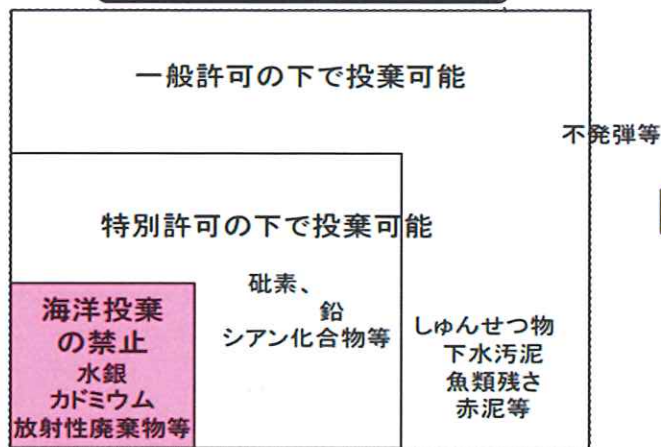 一般許可の下で投棄可能
不発弾等
特別許可の下で投棄可能
砒素、
鉛
シアン化合物等
海洋投棄
の禁止
水銀
カドミウム
放射性廃棄物等
しゅんせつ物
下水汚泥
魚類残さ
赤泥等